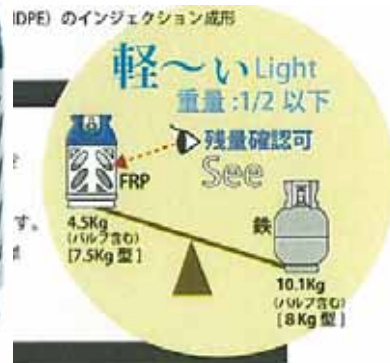 IDPE）のインジェクション成形
軽～い Light
重量:1/2 以下
残量確認可
See
FRP
す。
4.5Kg
(バルブ含む)
[7.5Kg 型]
鉄
10.1Kg
(バルブ含む)
[8Kg 型]